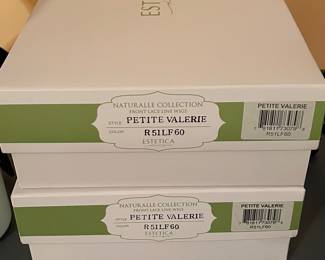 EST
NATURALLE COLLECTION
FRONT LACE LINE WIGS
STYLE: PETITE VALERIE
COLOR: R51LF60
ESTETICA
PETITE VALERIE
R51LF60
NATURALLE COLLECTION
FRONT LACE LINE WIGS
STYLE: PETITE VALERIE
COLOR: R51LF60
ESTETICA
PETITE VALERIE
R51LF60